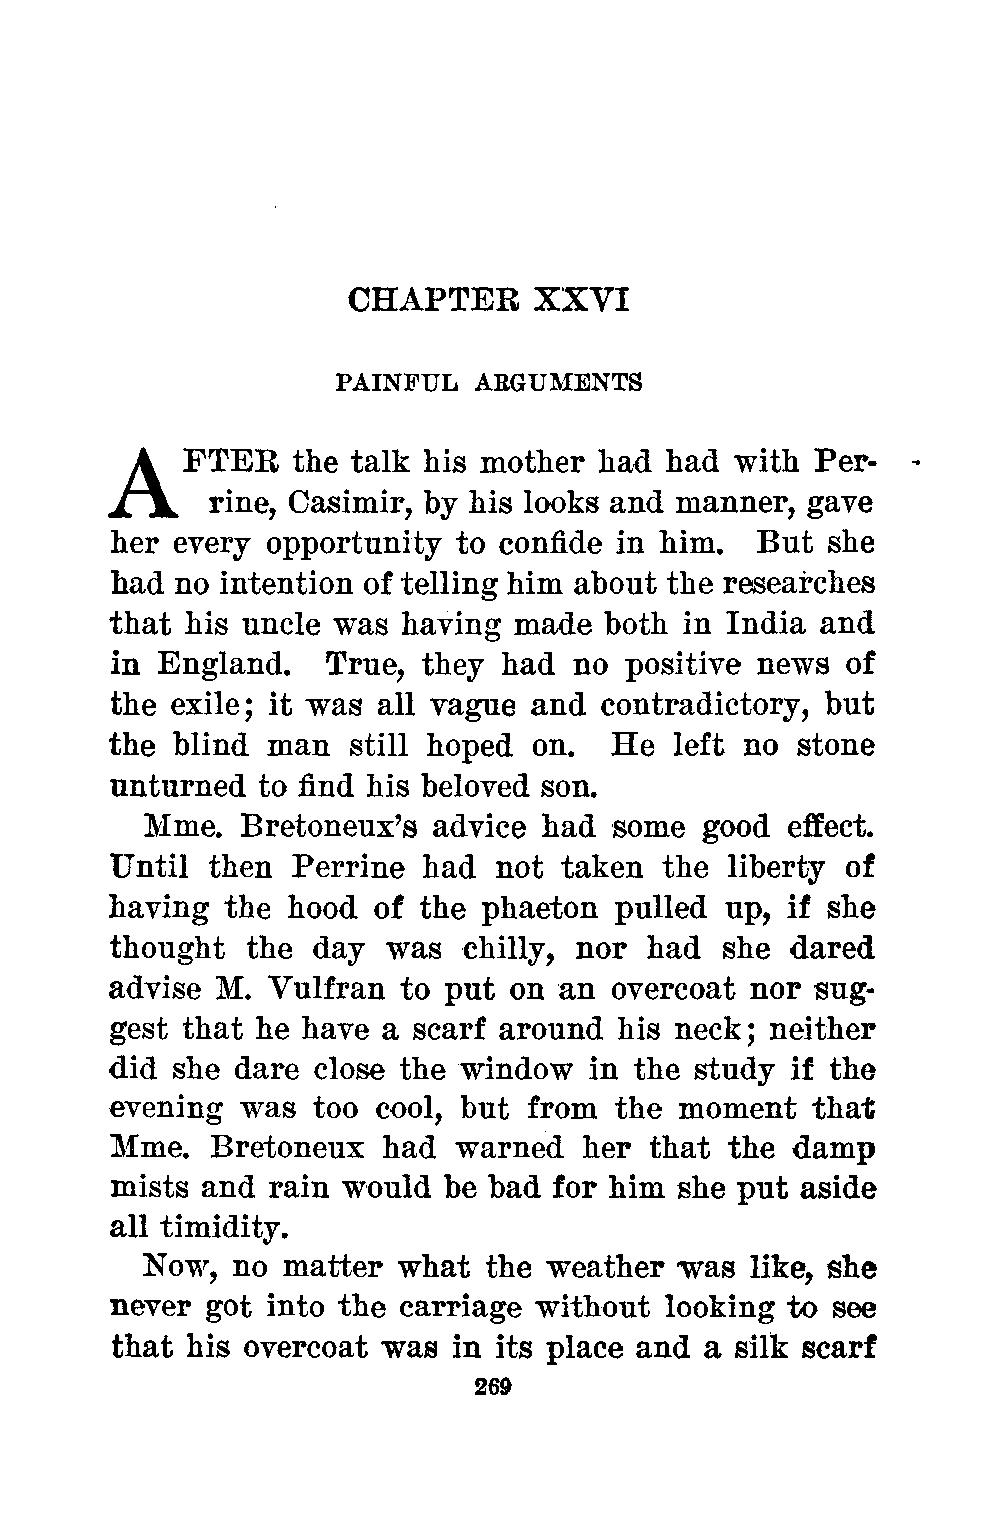 CHAPTER XXVI
PAINFUL ARGUMENTS
AFTER the talk his mother had had with Per-
rine, Casimir, by his looks and manner, gave
her every opportunity to confide in him. But she
had no intention of telling him about the researches
that his uncle was having made both in India and
in England. True, they had no positive news of
the exile; it was all vague and contradictory, but
the blind man still hoped on. He left no stone
unturned to find his beloved son.
Mme. Bretoneux's advice had some good effect.
Until then Perrine had not taken the liberty of
having the hood of the phaeton pulled up, if she
thought the day was chilly, nor had she dared
advise M. Vulfran to put on an overcoat nor sug-
gest that he have a scarf around his neck; neither
did she dare close the window in the study if the
evening was too cool, but from the moment that
Mme. Bretoneux had warned her that the damp
mists and rain would be bad for him she put aside
all timidity.
Now, no matter what the weather was like, she
never got into the carriage without looking to see
that his overcoat was in its place and a silk scarf
269